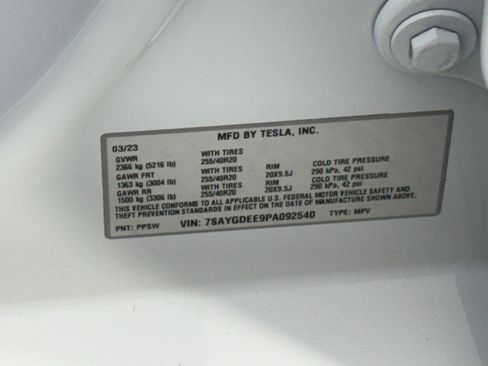 MFD BY TESLA, INC.
03/23
GVWR WITH TIRES
2366 kg (5216 lb) 255/40R20 RIM COLD TIRE PRESSURE
GAWR FRT WITH TIRES 20X9.5J 290 kPa, 42 psi
1363 kg (3004 lb) 255/40R20 RIM COLD TIRE PRESSURE
GAWR RR WITH TIRES 20X9.5J 290 kPa, 42 psi
1500 kg (3306 lb) 255/40R20
THIS VEHICLE CONFORMS TO ALL APPLICABLE U.S. FEDERAL MOTOR VEHICLE SAFETY AND
THEFT PREVENTION STANDARDS IN EFFECT ON THE DATE OF MANUFACTURE SHOWN ABOVE.
PNT: PPSW VIN: 7SAYGDEE9PA092540 TYPE: MPV